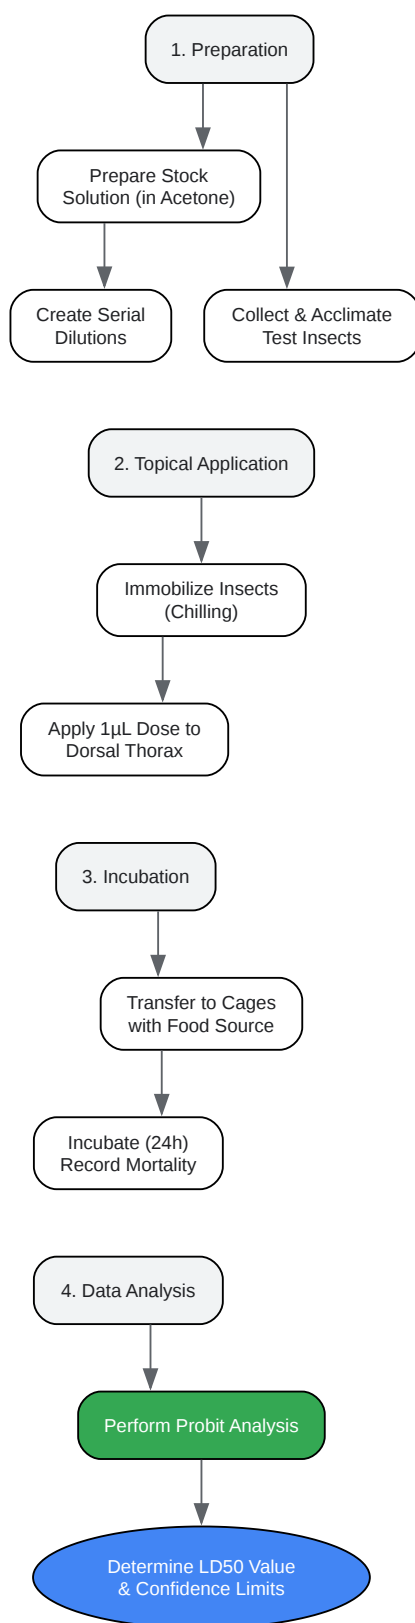 1. Preparation
Prepare Stock
Solution (in Acetone)
Create Serial
Dilutions
Collect & Acclimate
Test Insects
2. Topical Application
Immobilize Insects
(Chilling)
Apply 1µL Dose to
Dorsal Thorax
3. Incubation
Transfer to Cages
with Food Source
Incubate (24h)
Record Mortality
4. Data Analysis
Perform Probit Analysis
Determine LD50 Value
& Confidence Limits